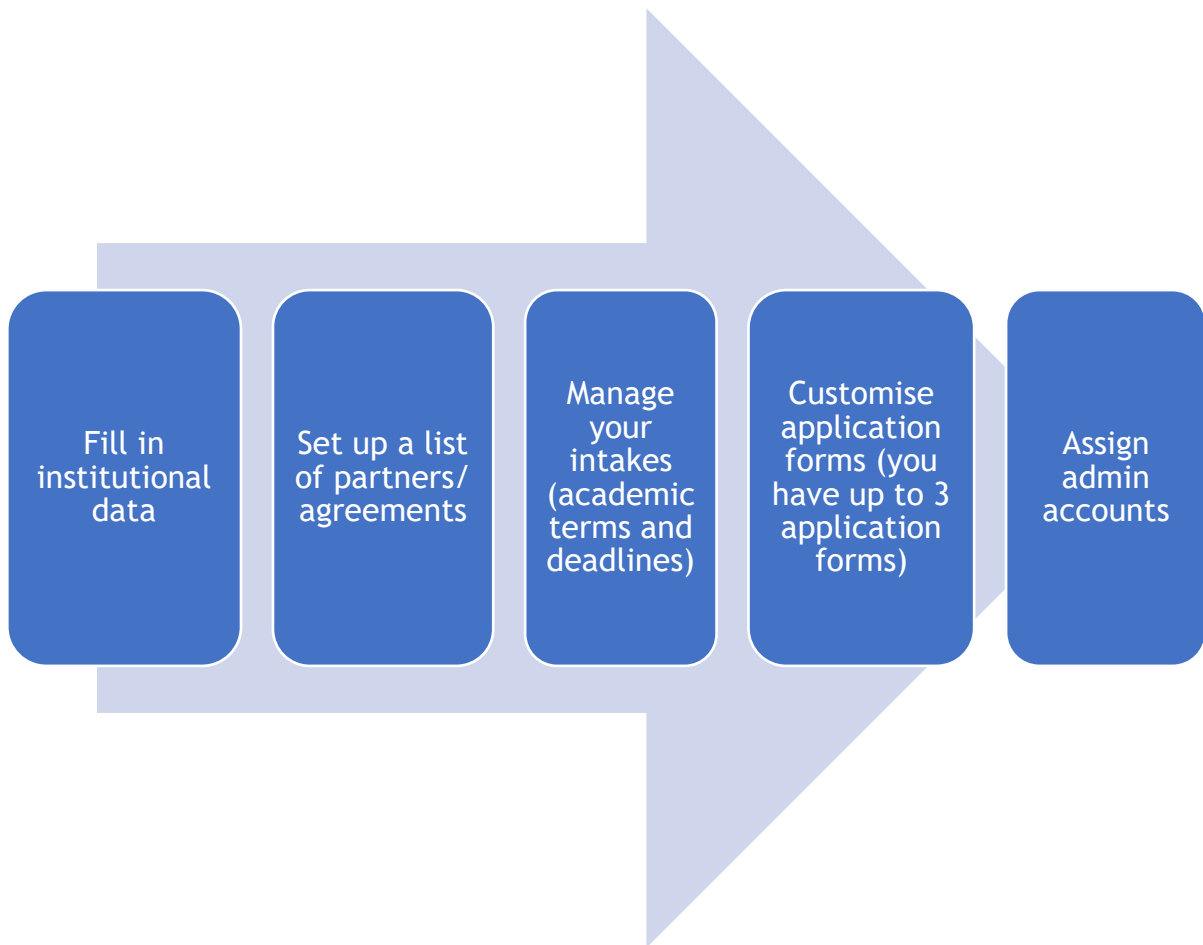 Fill in
institutional
data
Set up a list
of partners/
agreements
Manage
your
intakes
(academic
terms and
deadlines)
Customise
application
forms (you
have up to 3
application
forms)
Assign
admin
accounts